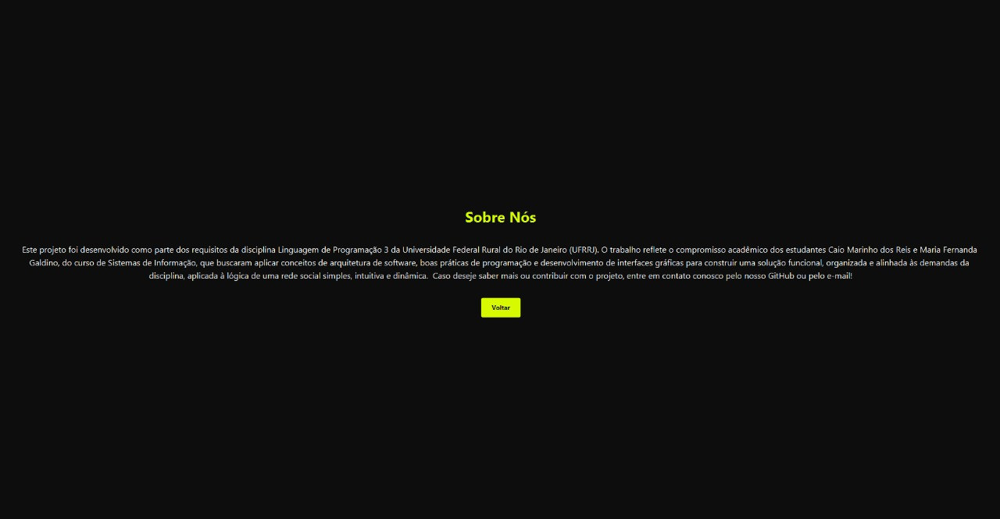 Sobre Nós
Este projeto foi desenvolvido como parte dos requisitos da disciplina Linguagem de Programação 3 da Universidade Federal Rural do Rio de Janeiro (UFRRJ). O trabalho reflete o compromisso acadêmico dos estudantes Caio Marinho dos Reis e Maria Fernanda
Galdino, do curso de Sistemas de Informação, que buscaram aplicar conceitos de arquitetura de software, boas práticas de programação e desenvolvimento de interfaces gráficas para construir uma solução funcional, organizada e alinhada às demandas da
disciplina, aplicada à lógica de uma rede social simples, intuitiva e dinâmica.  Caso deseje saber mais ou contribuir com o projeto, entre em contato conosco pelo nosso GitHub ou pelo e-mail!
Voltar